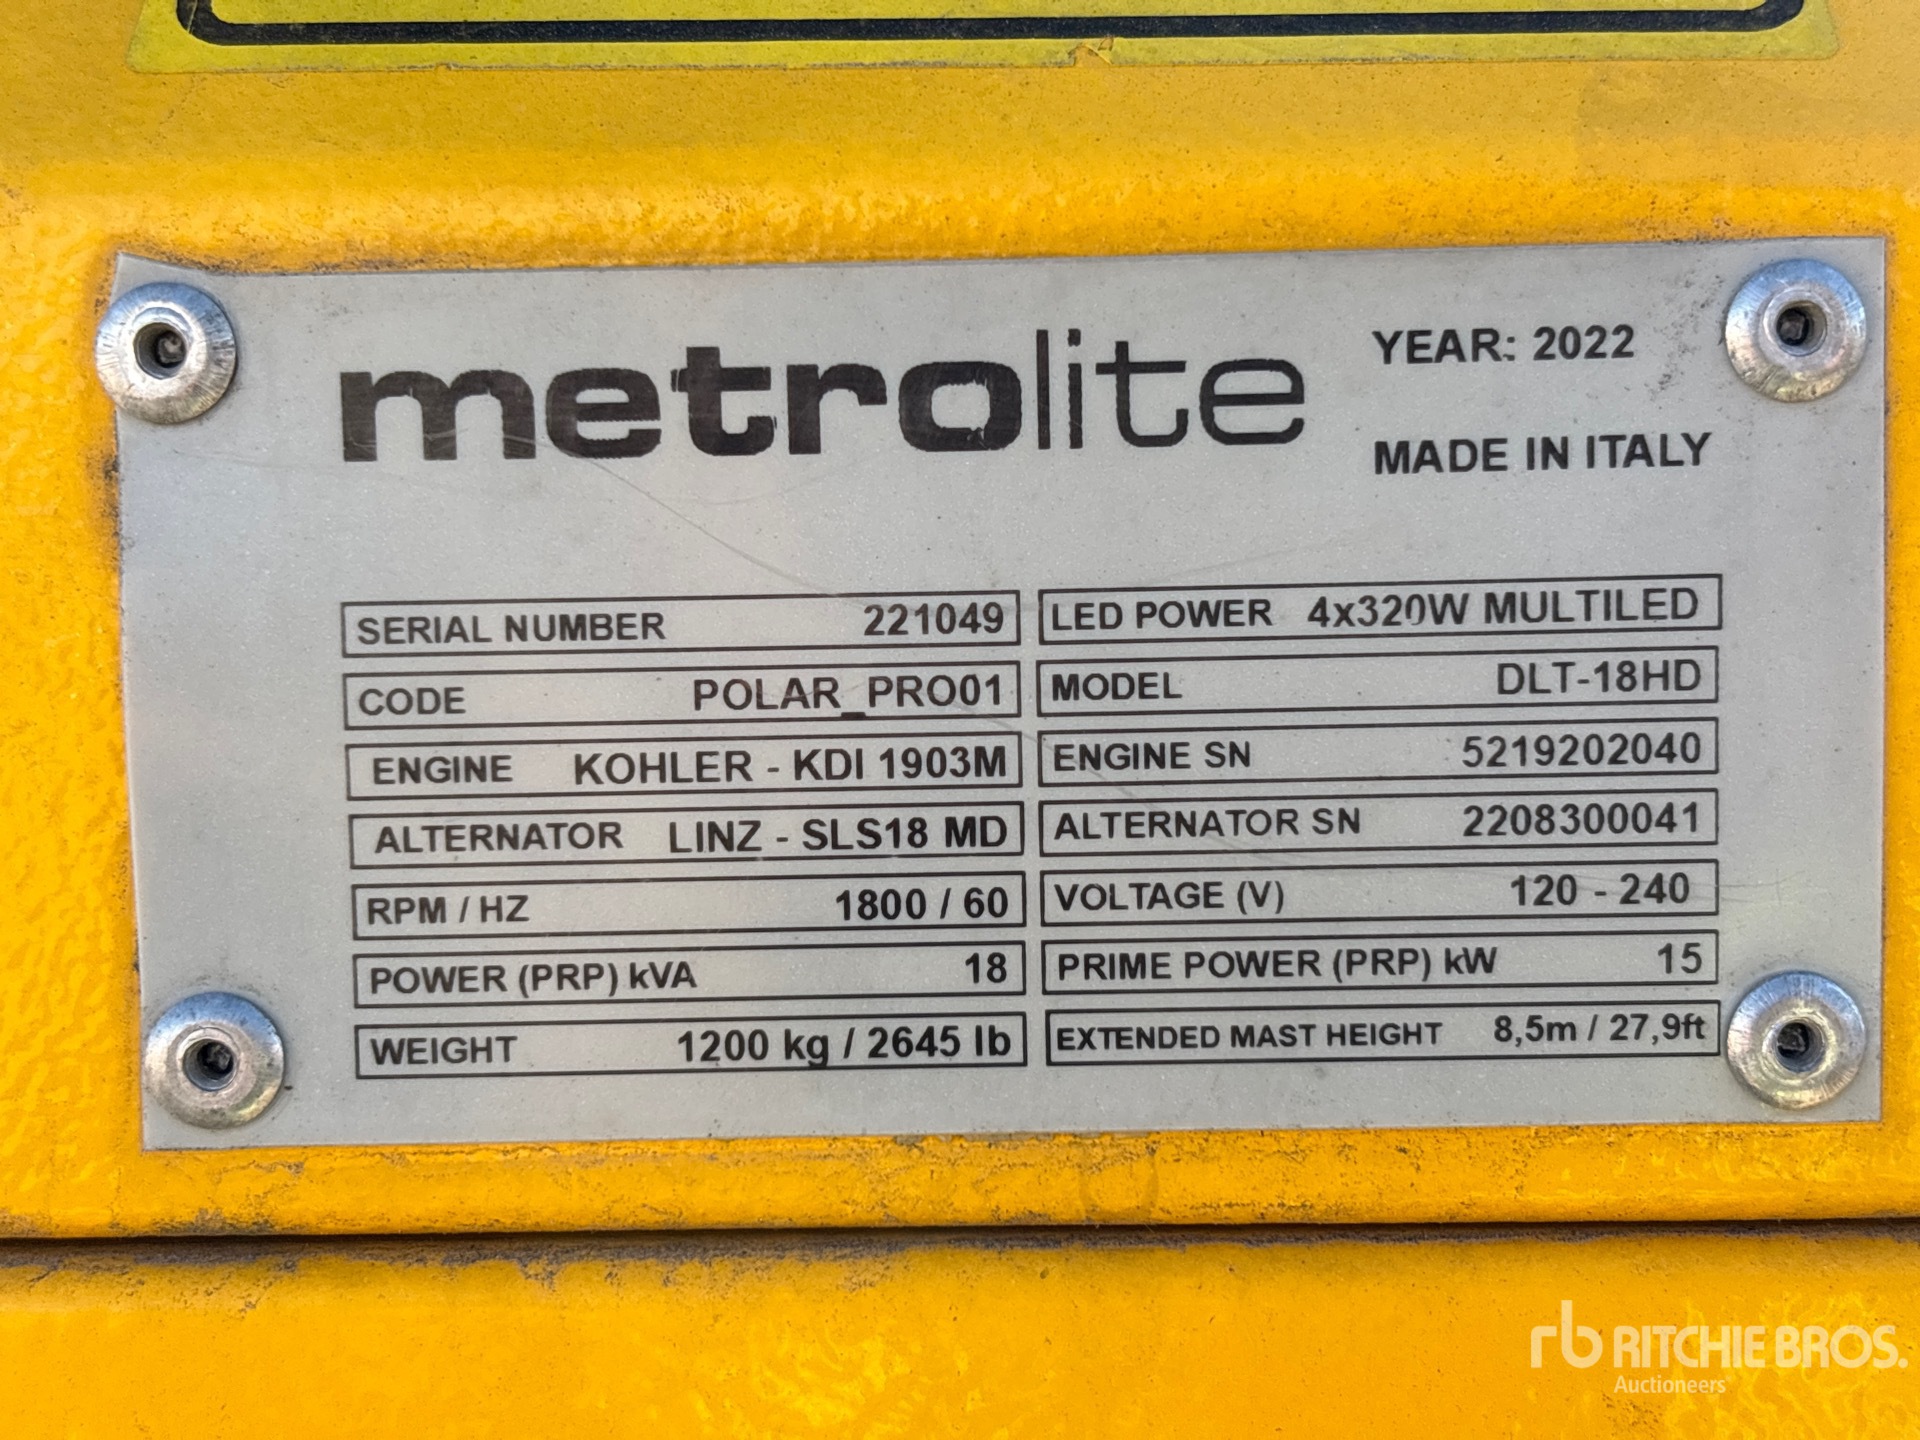 metrolite
YEAR: 2022
MADE IN ITALY
SERIAL NUMBER 221049
LED POWER 4x320W MULTILED
CODE POLAR_PRO01
MODEL DLT-18HD
ENGINE KOHLER - KDI 1903M
ENGINE SN 5219202040
ALTERNATOR LINZ - SLS18 MD
ALTERNATOR SN 2208300041
RPM / HZ 1800 / 60
VOLTAGE (V) 120 - 240
POWER (PRP) kVA 18
PRIME POWER (PRP) kW 15
WEIGHT 1200 kg / 2645 lb
EXTENDED MAST HEIGHT 8,5m / 27,9ft
rb RITCHIE BROS.
Auctioneers